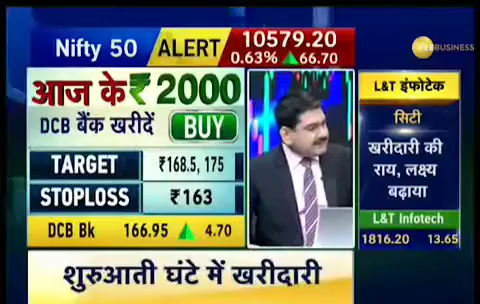 Nifty 50 ALERT 10579.20
0.63% ▲ 66.70
ZEE BUSINESS
आज के ₹ 2000
DCB बैंक खरीदें BUY
TARGET ₹168.5, 175
STOPLOSS ₹163
DCB Bk 166.95 ▲ 4.70
L&T इंफोटेक
सिटी
खरीदारी की
राय, लक्ष्य
बढ़ाया
L&T Infotech
1816.20 13.65
शुरुआती घंटे में खरीदारी